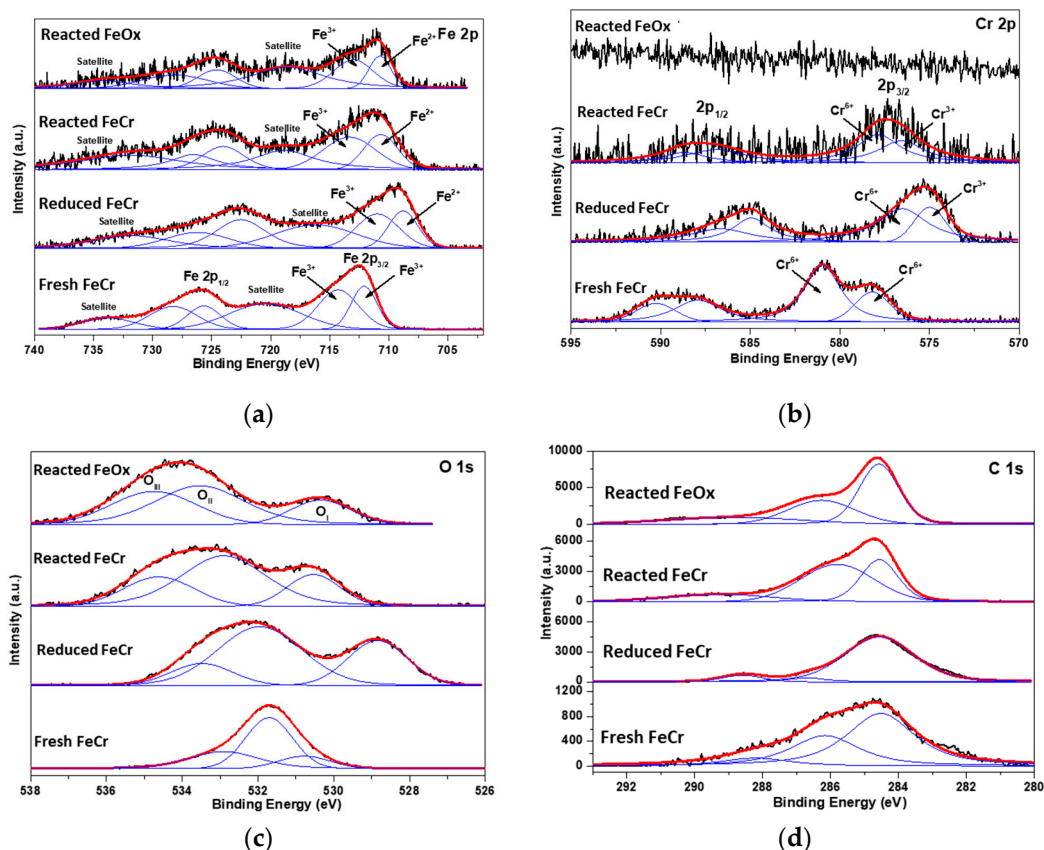 Reacted FeOx
Fe 2p
Satellite
Satellite
Fe³⁺
Fe²⁺
Reacted FeCr
Satellite
Satellite
Fe³⁺
Fe²⁺
Reduced FeCr
Satellite
Satellite
Fe³⁺
Fe²⁺
Fresh FeCr
Satellite
Fe 2p₁/₂
Satellite
Fe³⁺
Fe 2p₃/₂
Fe³⁺
Intensity (a.u.)
740 735 730 725 720 715 710 705
Binding Energy (eV)
(a)
Reacted FeOx
Cr 2p
Reacted FeCr
2p₁/₂
2p₃/₂
Cr⁶⁺
Cr³⁺
Reduced FeCr
Cr⁶⁺
Cr³⁺
Fresh FeCr
Cr⁶⁺
Cr⁶⁺
Intensity (a.u.)
595 590 585 580 575 570
Binding Energy (eV)
(b)
Reacted FeOx
O 1s
O_III
O_II
O_I
Reacted FeCr
Reduced FeCr
Fresh FeCr
Intensity (a.u.)
538 536 534 532 530 528 526
Binding Energy (eV)
(c)
C 1s
10000
Reacted FeOx
5000
0
6000
Reacted FeCr
3000
0
6000
Reduced FeCr
3000
0
1200
800
Fresh FeCr
400
0
Intensity (a.u.)
292 290 288 286 284 282 280
Binding Energy (eV)
(d)